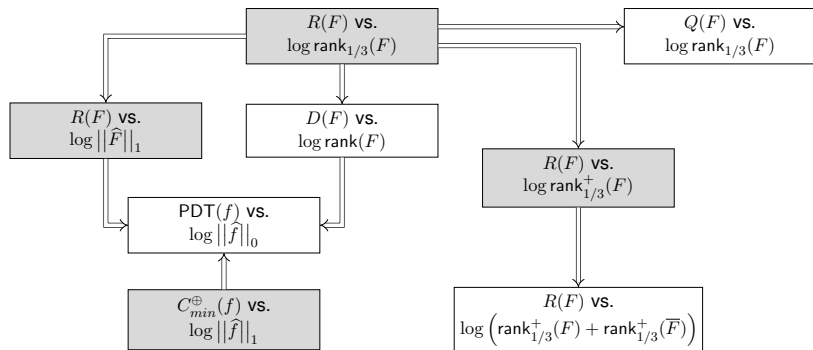 R(F) vs.
log rank_{1/3}(F)
Q(F) vs.
log rank_{1/3}(F)
R(F) vs.
log ||\widehat{F}||_1
D(F) vs.
log rank(F)
R(F) vs.
log rank^+_{1/3}(F)
PDT(f) vs.
log ||\widehat{f}||_0
C^⊕_{min}(f) vs.
log ||\widehat{f}||_1
R(F) vs.
log (rank^+_{1/3}(F) + rank^+_{1/3}(\overline{F}))